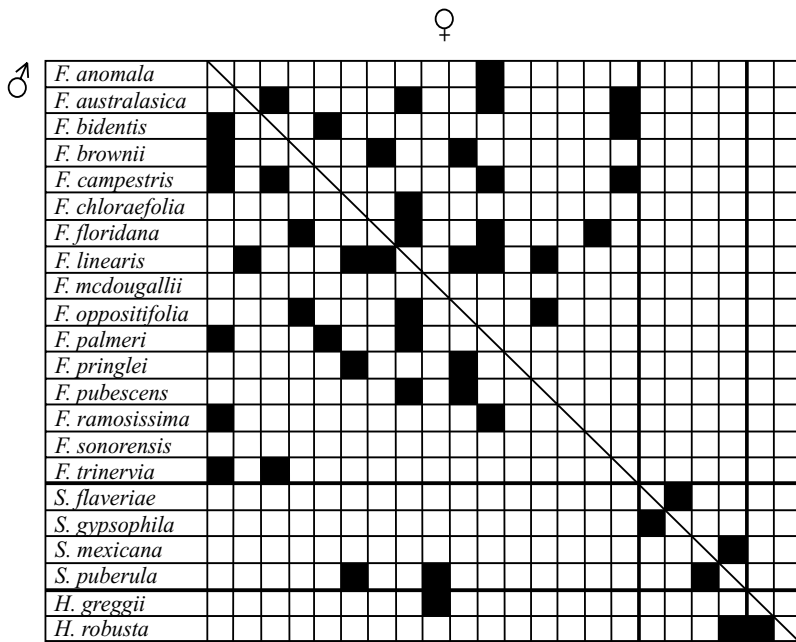 ♀
♂
F. anomala
F. australasica
F. bidentis
F. brownii
F. campestris
F. chloraefolia
F. floridana
F. linearis
F. mcdougallii
F. oppositifolia
F. palmeri
F. pringlei
F. pubescens
F. ramosissima
F. sonorensis
F. trinervia
S. flaveriae
S. gypsophila
S. mexicana
S. puberula
H. greggii
H. robusta